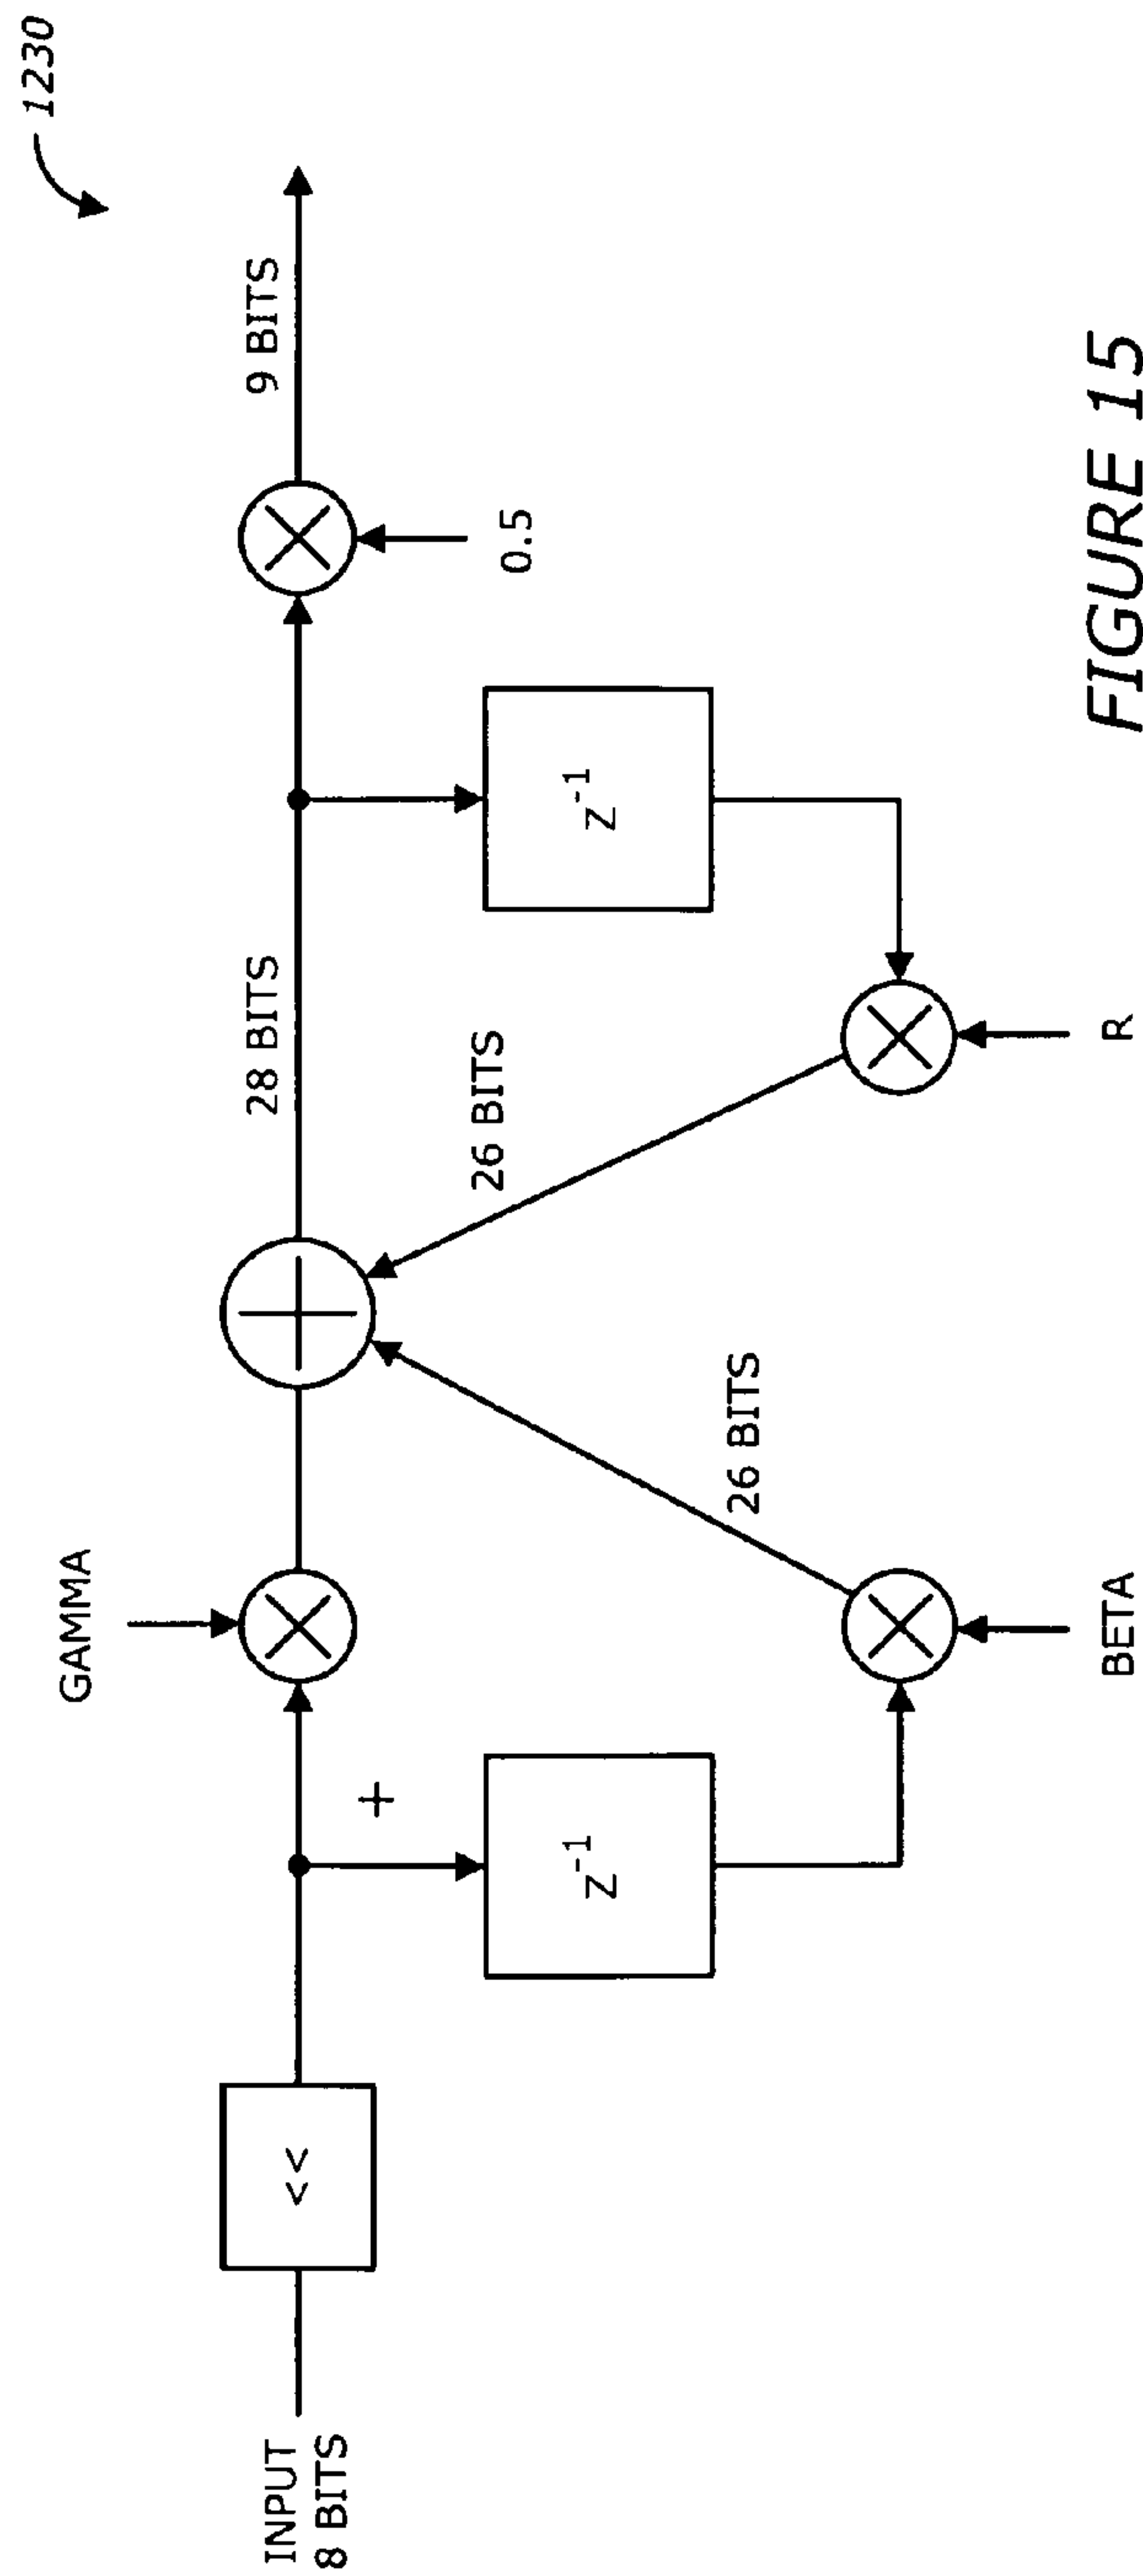 1230
GAMMA
INPUT
8 BITS
<<
+
Z-1
BETA
26 BITS
28 BITS
26 BITS
Z-1
R
0.5
9 BITS
FIGURE 15